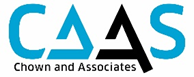 CAAS
Chown and Associates